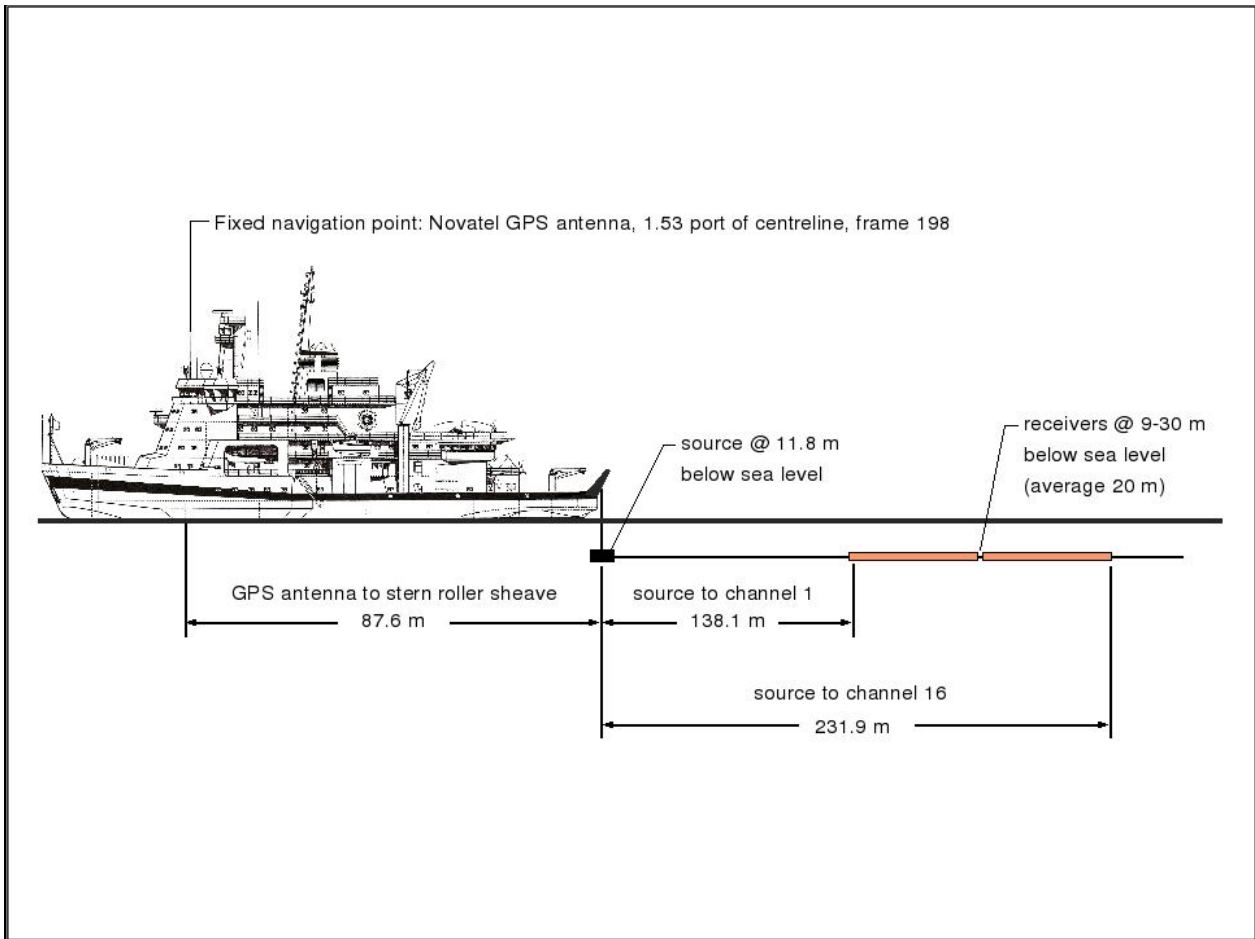 Fixed navigation point: Novatel GPS antenna, 1.53 port of centreline, frame 198
source @ 11.8 m
below sea level
receivers @ 9-30 m
below sea level
(average 20 m)
GPS antenna to stern roller sheave
87.6 m
source to channel 1
138.1 m
source to channel 16
231.9 m